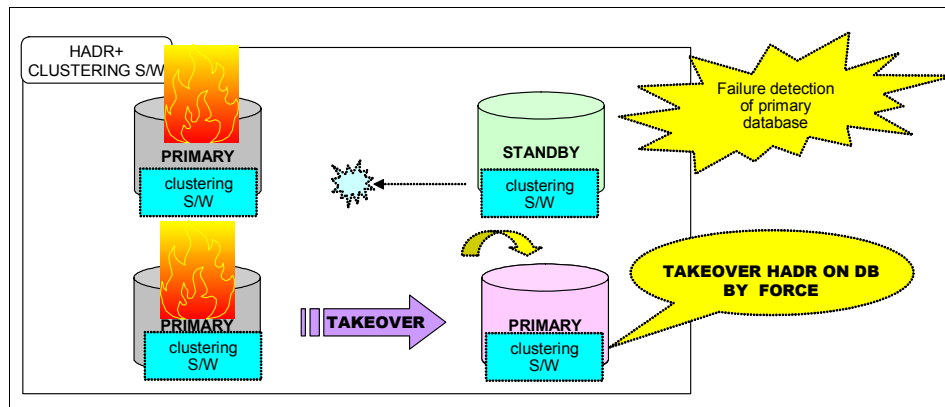 HADR+
CLUSTERING S/W
Failure detection
of primary
database
PRIMARY
clustering
S/W
STANDBY
clustering
S/W
PRIMARY
clustering
S/W
TAKEOVER
PRIMARY
clustering
S/W
TAKEOVER HADR ON DB
BY FORCE